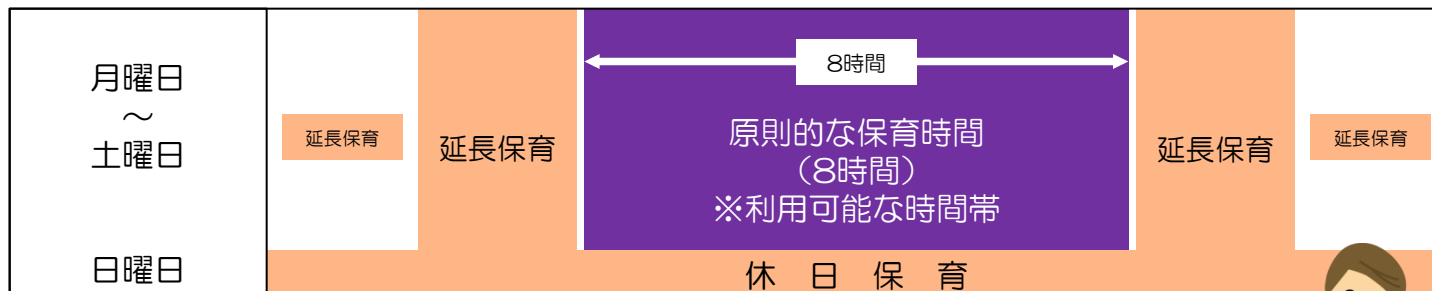 月曜日
～
土曜日
延長保育
延長保育
8時間
原則的な保育時間
（8時間）
※利用可能な時間帯
延長保育
延長保育
日曜日
休日保育